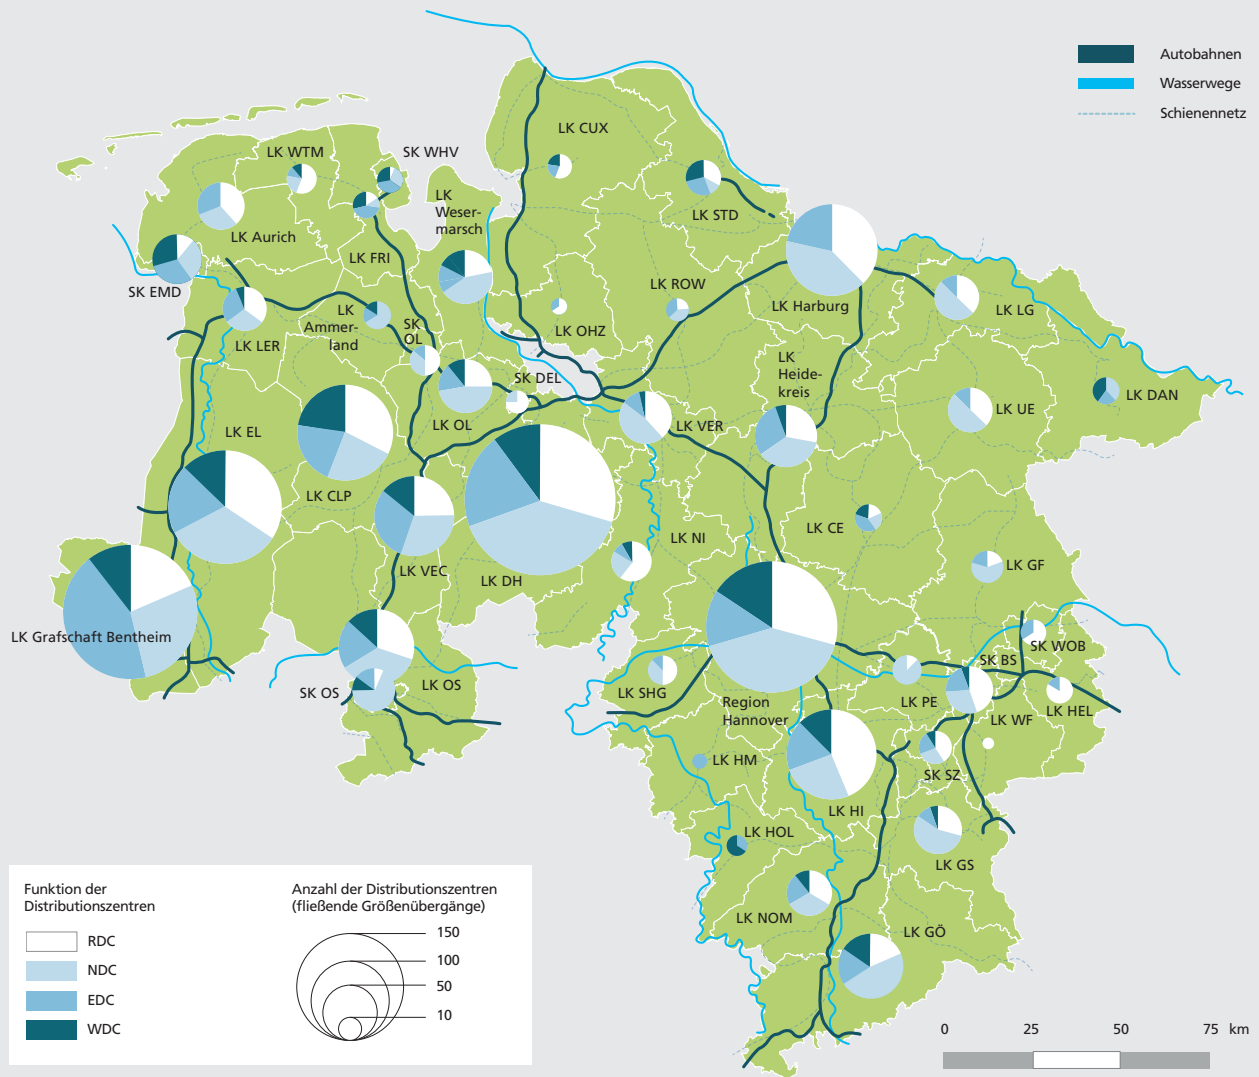 Autobahnen
Wasserwege
Schienennetz
LK CUX
LK WTM
SK WHV
LK
Weser-
marsch
LK STD
LK Aurich
LK FRI
SK EMD
LK ROW
LK Harburg
LK LG
LK
Ammer-
land
SK
OL
LK OHZ
LK LER
LK
Heide-
kreis
SK DEL
LK DAN
LK UE
LK OL
LK VER
LK EL
LK CLP
LK CE
LK NI
LK VEC
LK DH
LK GF
LK Grafschaft Bentheim
SK WOB
SK BS
SK OS
LK OS
LK SHG
Region
Hannover
LK PE
LK WF
LK HEL
LK HM
SK SZ
LK HI
LK HOL
LK GS
LK NOM
LK GÖ
Funktion der
Distributionszentren
RDC
NDC
EDC
WDC
Anzahl der Distributionszentren
(fließende Größenübergänge)
150
100
50
10
0 25 50 75 km